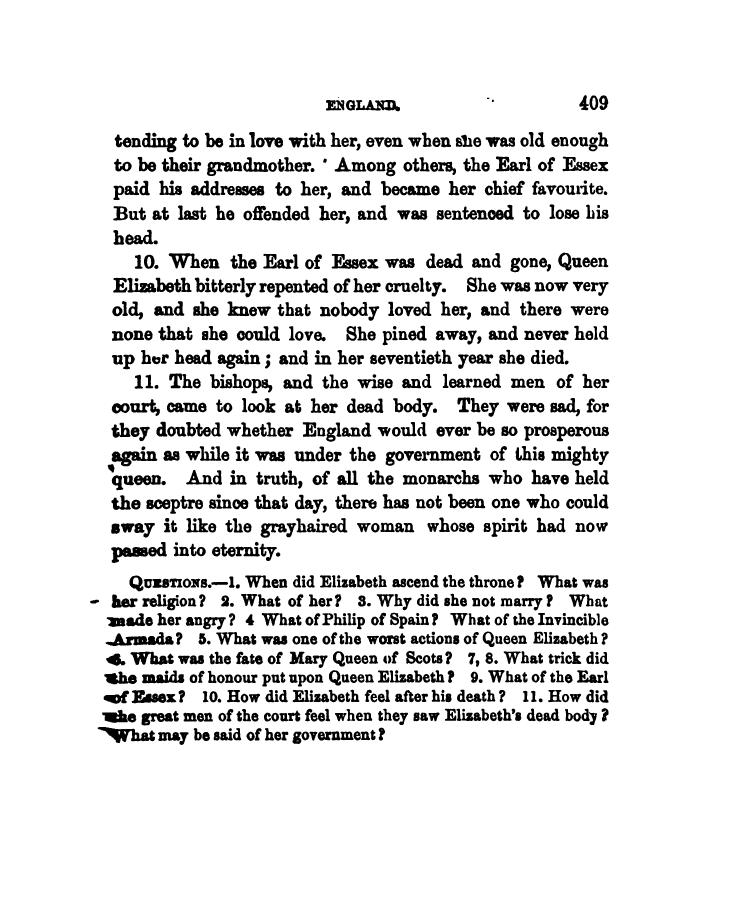 ENGLAND. 409
tending to be in love with her, even when she was old enough
to be their grandmother. Among others, the Earl of Essex
paid his addresses to her, and became her chief favourite.
But at last he offended her, and was sentenced to lose his
head.
10. When the Earl of Essex was dead and gone, Queen
Elizabeth bitterly repented of her cruelty. She was now very
old, and she knew that nobody loved her, and there were
none that she could love. She pined away, and never held
up her head again; and in her seventieth year she died.
11. The bishops, and the wise and learned men of her
court, came to look at her dead body. They were sad, for
they doubted whether England would ever be so prosperous
again as while it was under the government of this mighty
queen. And in truth, of all the monarchs who have held
the sceptre since that day, there has not been one who could
sway it like the grayhaired woman whose spirit had now
passed into eternity.
QUESTIONS.—1. When did Elizabeth ascend the throne? What was
her religion? 2. What of her? 3. Why did she not marry? What
made her angry? 4 What of Philip of Spain? What of the Invincible
Armada? 5. What was one of the worst actions of Queen Elizabeth?
6. What was the fate of Mary Queen of Scots? 7, 8. What trick did
the maids of honour put upon Queen Elizabeth? 9. What of the Earl
of Essex? 10. How did Elizabeth feel after his death? 11. How did
the great men of the court feel when they saw Elizabeth's dead body?
What may be said of her government?